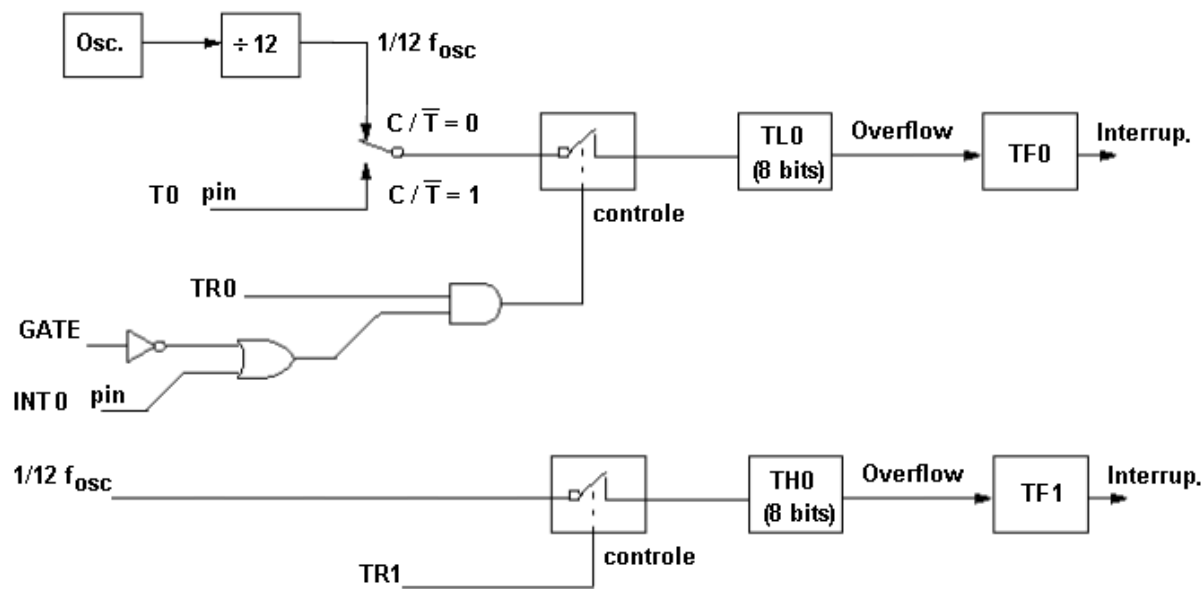 Osc.
÷ 12
1/12 fosc
C / T̅ = 0
T0 pin
C / T̅ = 1
controle
TL0
(8 bits)
Overflow
TF0
Interrup.
TR0
GATE
INT0 pin
1/12 fosc
controle
TR1
TH0
(8 bits)
Overflow
TF1
Interrup.